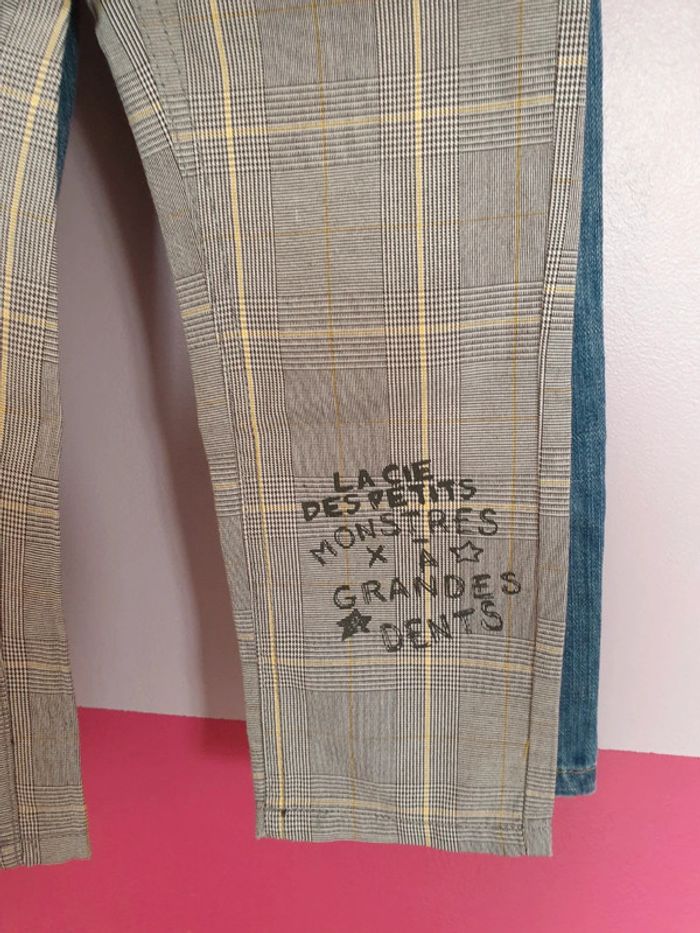 LA CIE
DES PETITS
MONSTRES
X À ☆
GRANDES
★ DENTS